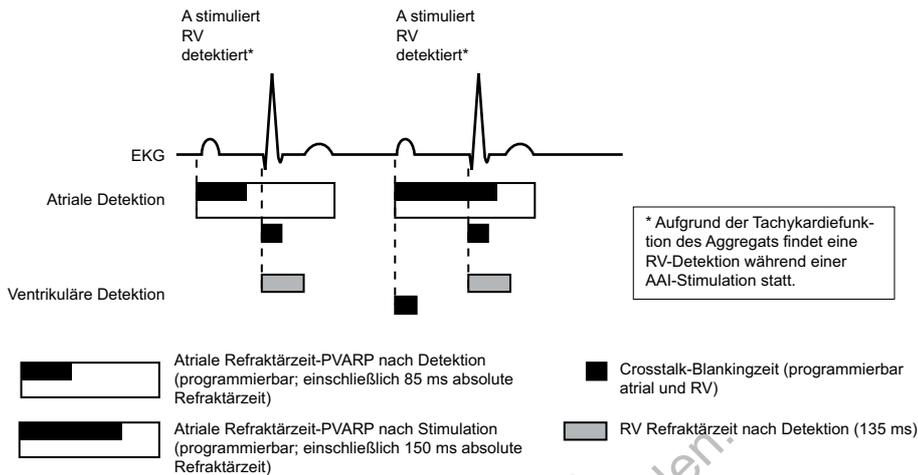 A stimuliert
RV
detektiert*
A stimuliert
RV
detektiert*
EKG
Atriale Detektion
* Aufgrund der Tachykardiefunk-
tion des Aggregats findet eine
RV-Detektion während einer
AAI-Stimulation statt.
Ventrikuläre Detektion
Atriale Refraktärzeit-PVARP nach Detektion
(programmierbar; einschließlich 85 ms absolute
Refraktärzeit)
Crosstalk-Blankingzeit (programmierbar
atrial und RV)
Atriale Refraktärzeit-PVARP nach Stimulation
(programmierbar; einschließlich 150 ms absolute
Refraktärzeit)
RV Refraktärzeit nach Detektion (135 ms)